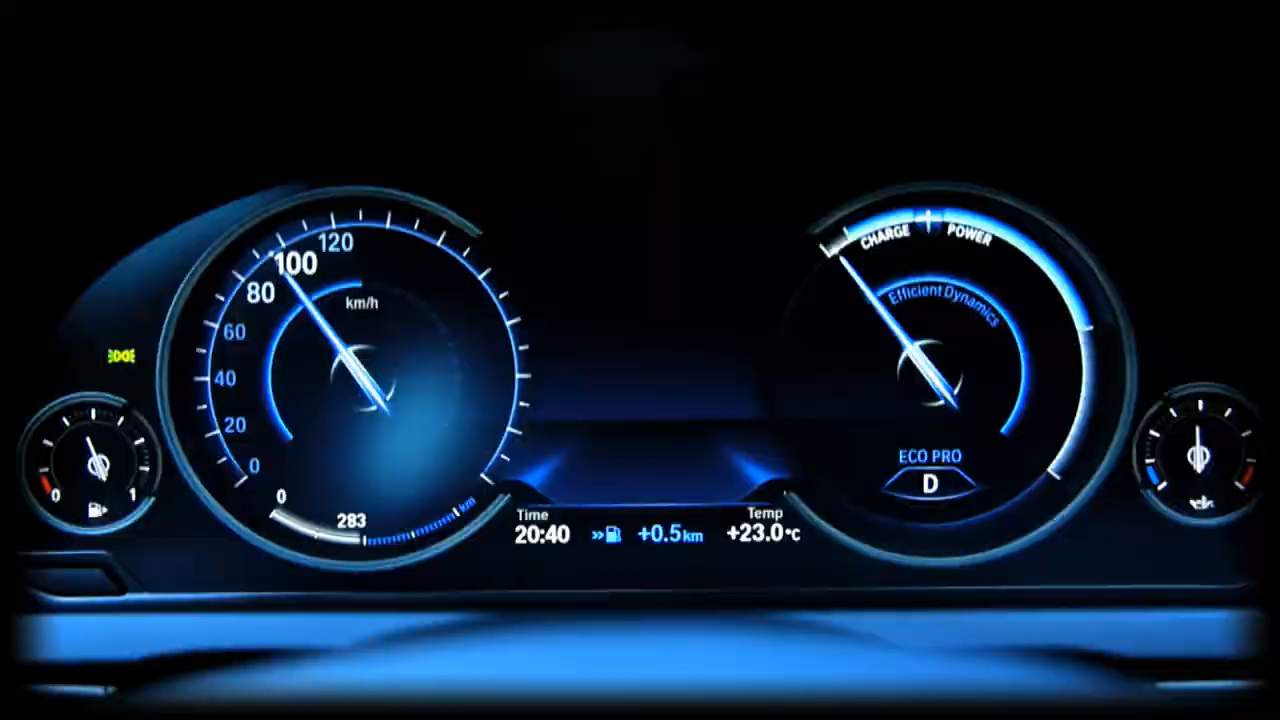 120
100
80
km/h
60
40
20
0
0
283
km
0
1
Time
20:40
+0.5km
Temp
+23.0°C
CHARGE
POWER
Efficient Dynamics
ECO PRO
D